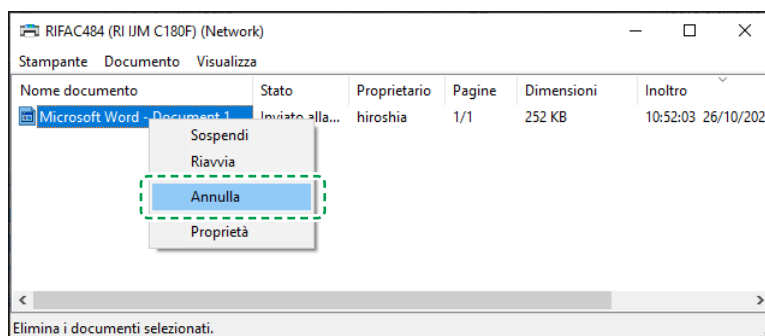 RIFAC484 (RI IJM C180F) (Network)
Stampante Documento Visualizza
Nome documento Stato Proprietario Pagine Dimensioni Inoltro
Microsoft Word - Document 1 Inviato alla... hiroshia 1/1 252 KB 10:52:03 26/10/202
Sospendi
Riavvia
Annulla
Proprietà
Elimina i documenti selezionati.